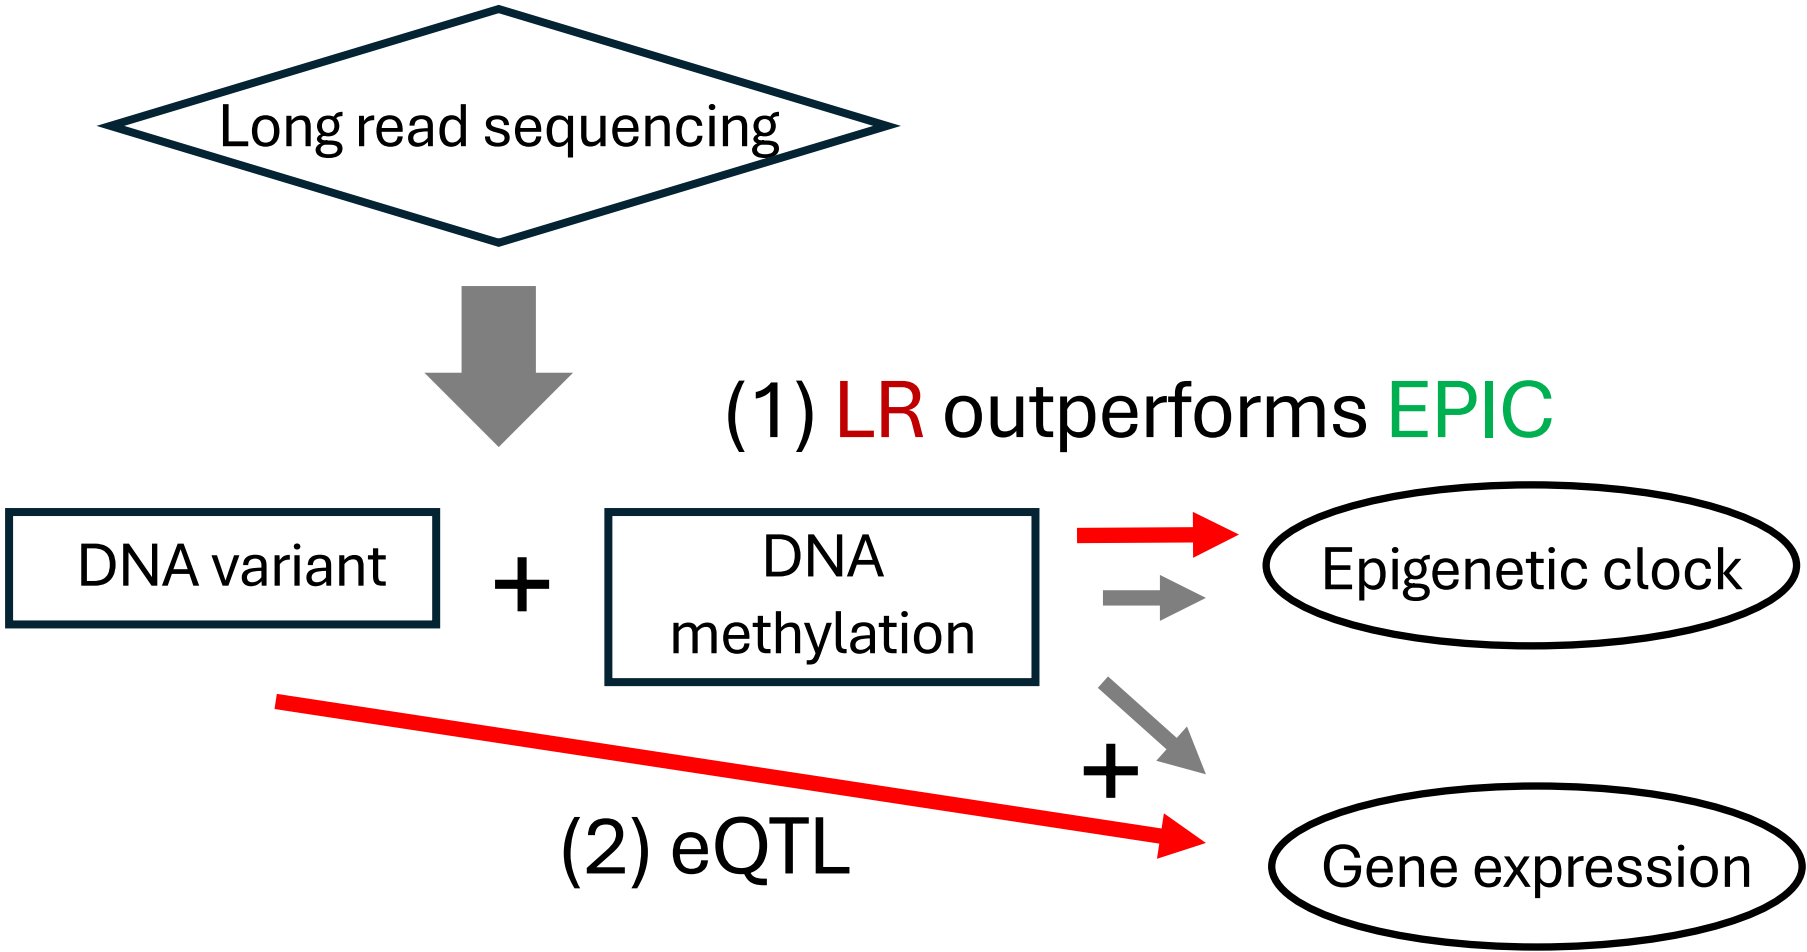 Long read sequencing
(1) LR outperforms EPIC
DNA variant
+
DNA
methylation
Epigenetic clock
+
(2) eQTL
Gene expression